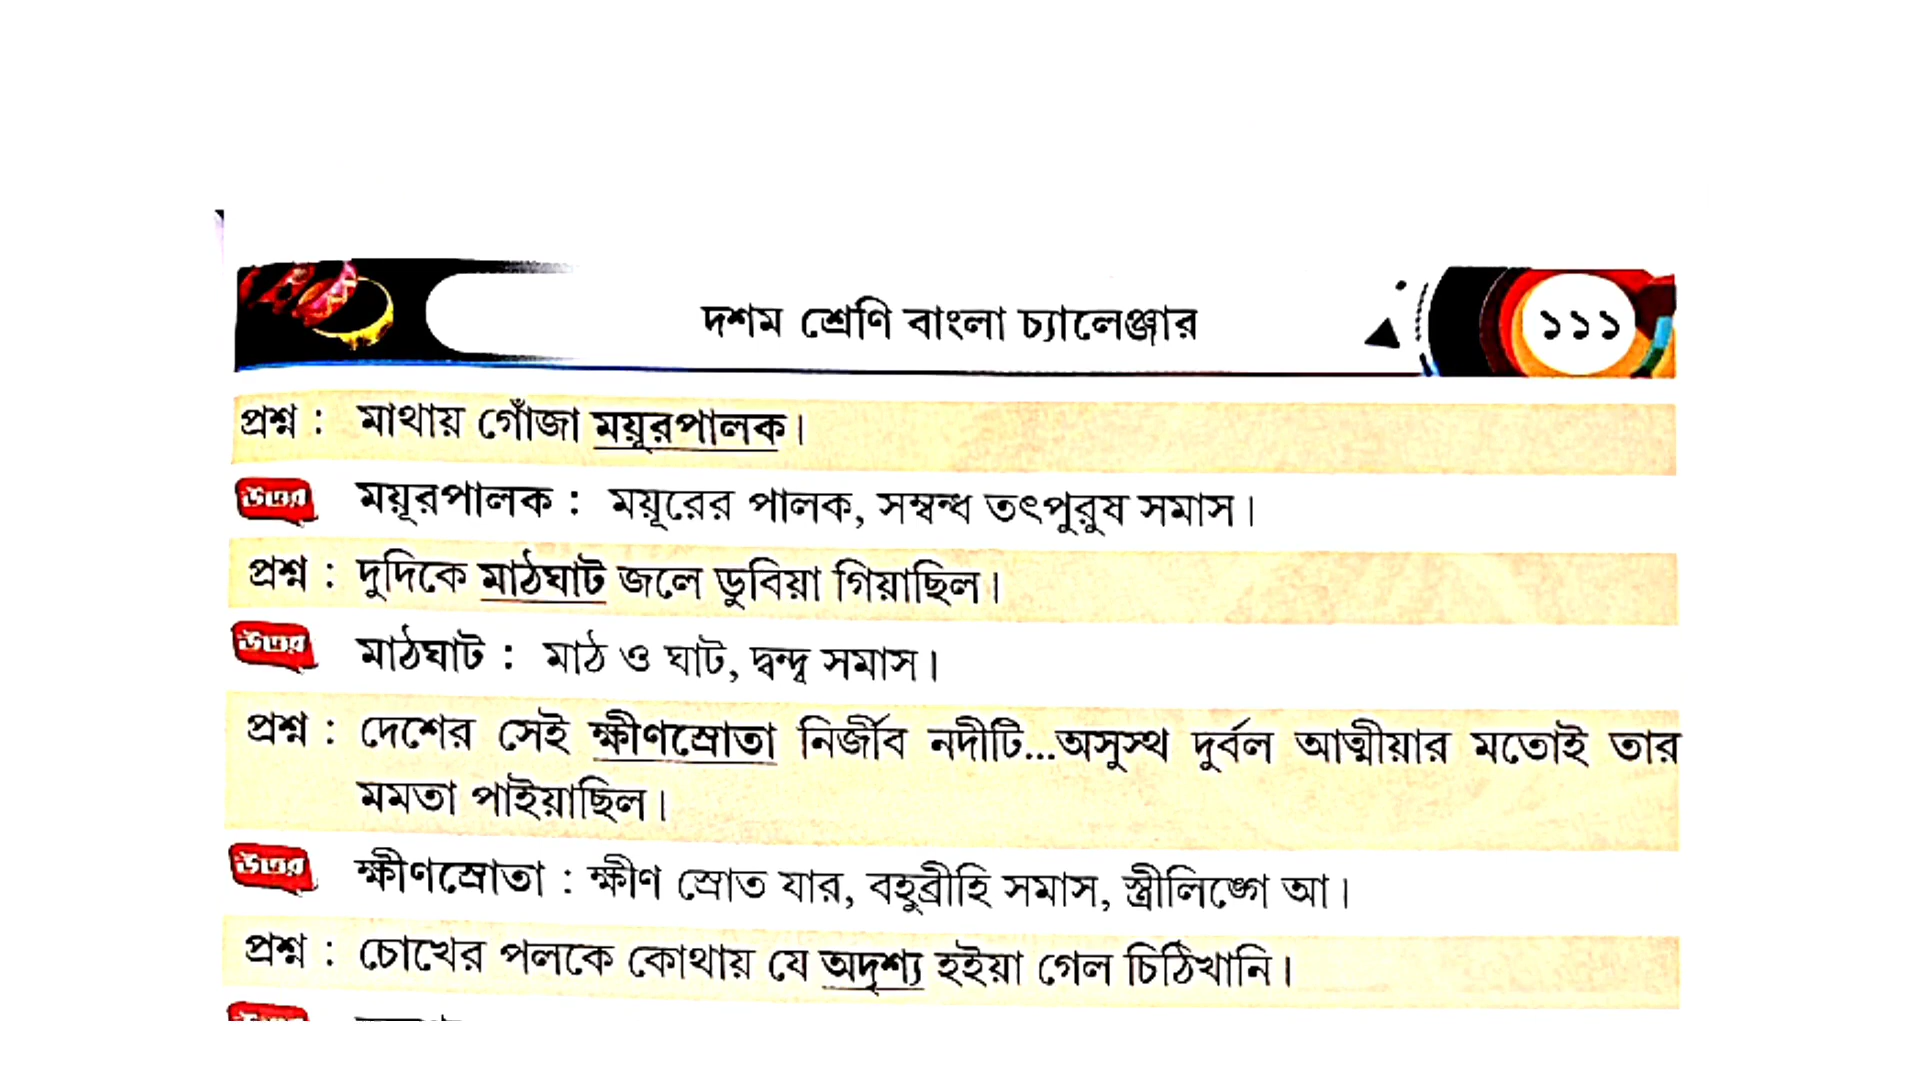 দশম শ্রেণি বাংলা চ্যালেঞ্জার
১১১
প্রশ্ন : মাথায় গোঁজা ময়ূরপালক।
উত্তর ময়ূরপালক : ময়ূরের পালক, সম্বন্ধ তৎপুরুষ সমাস।
প্রশ্ন : দুদিকে মাঠঘাট জলে ডুবিয়া গিয়াছিল।
উত্তর মাঠঘাট : মাঠ ও ঘাট, দ্বন্দ্ব সমাস।
প্রশ্ন : দেশের সেই ক্ষীণস্রোতা নির্জীব নদীটি...অসুস্থ দুর্বল আত্মীয়ার মতোই তার
মমতা পাইয়াছিল।
উত্তর ক্ষীণস্রোতা : ক্ষীণ স্রোত যার, বহুব্রীহি সমাস, স্ত্রীলিঙ্গে আ।
প্রশ্ন : চোখের পলকে কোথায় যে অদৃশ্য হইয়া গেল চিঠিখানি।